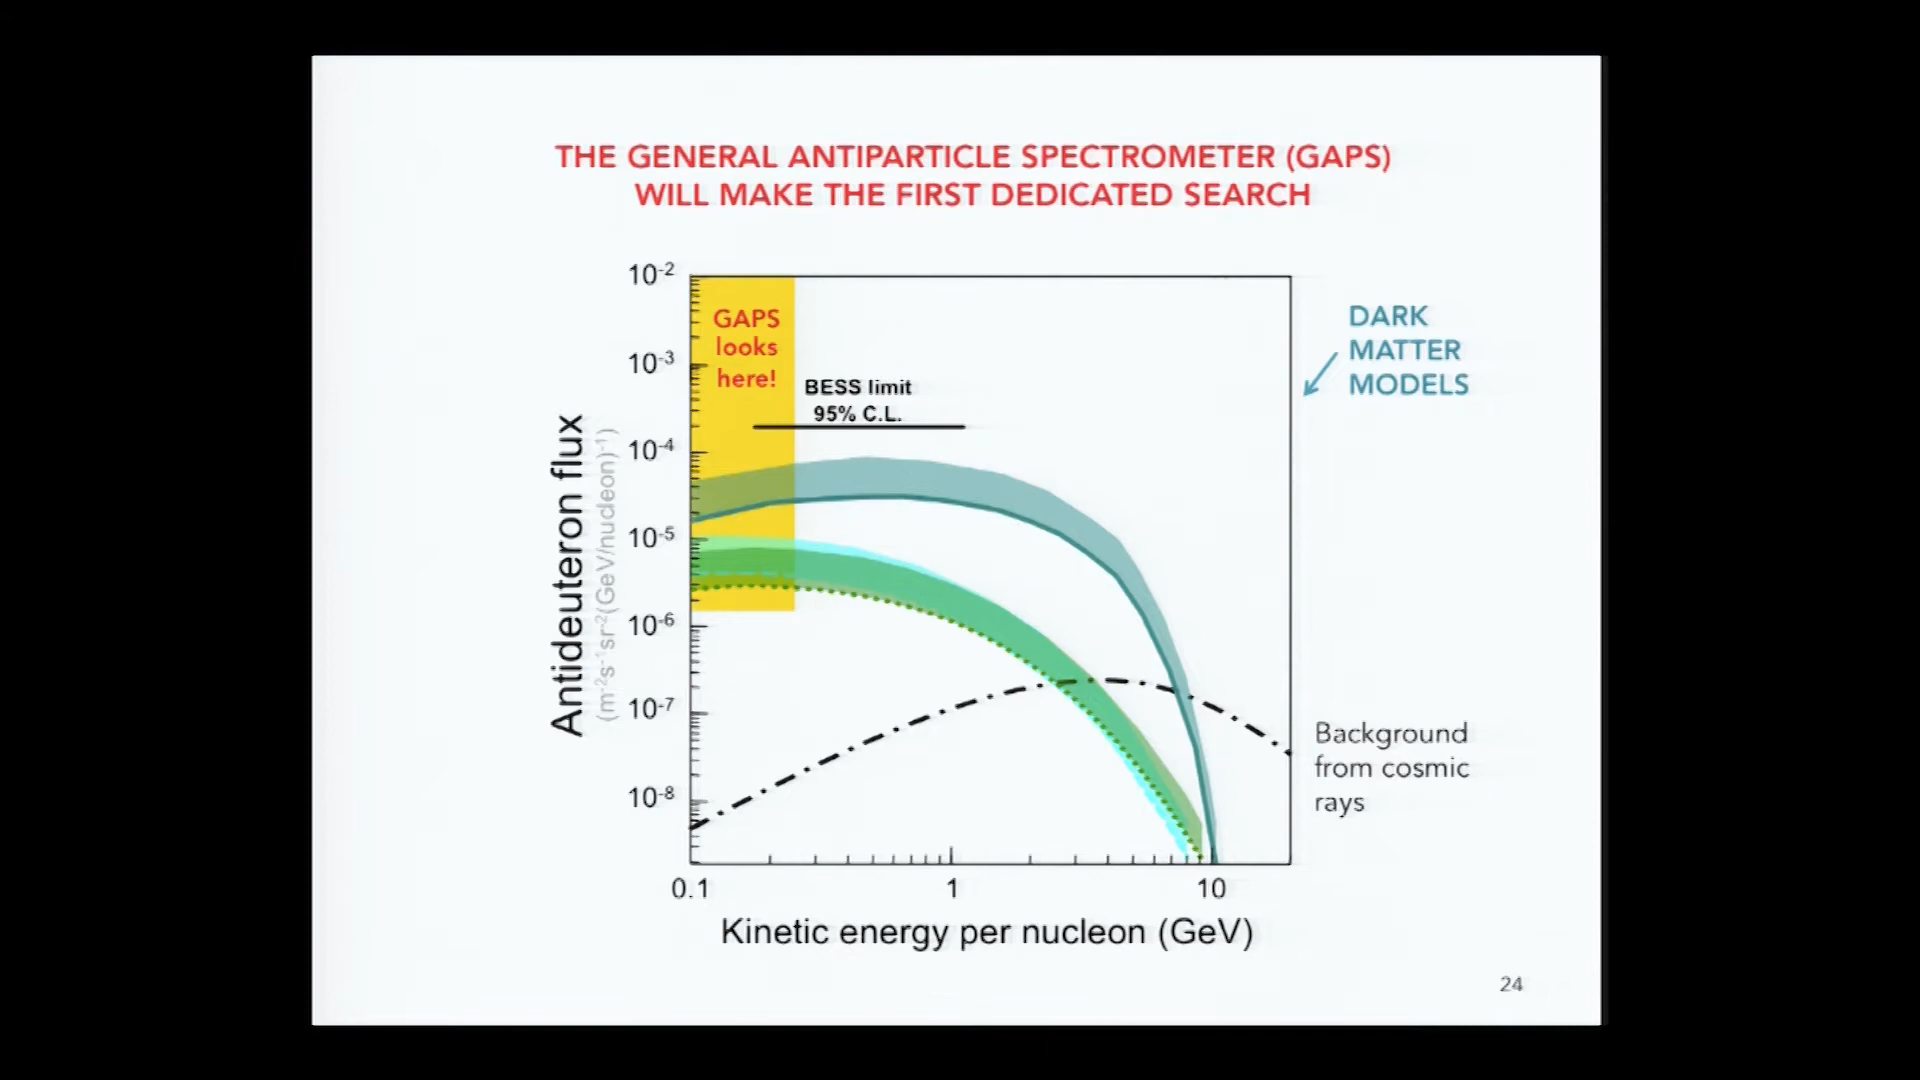 THE GENERAL ANTIPARTICLE SPECTROMETER (GAPS)
WILL MAKE THE FIRST DEDICATED SEARCH
10⁻²
GAPS
looks
here!
10⁻³
BESS limit
95% C.L.
DARK
MATTER
MODELS
10⁻⁴
10⁻⁵
10⁻⁶
10⁻⁷
10⁻⁸
Antideuteron flux
(m⁻²s⁻¹sr⁻²(GeV/nucleon)⁻¹)
Background
from cosmic
rays
0.1 1 10
Kinetic energy per nucleon (GeV)
24